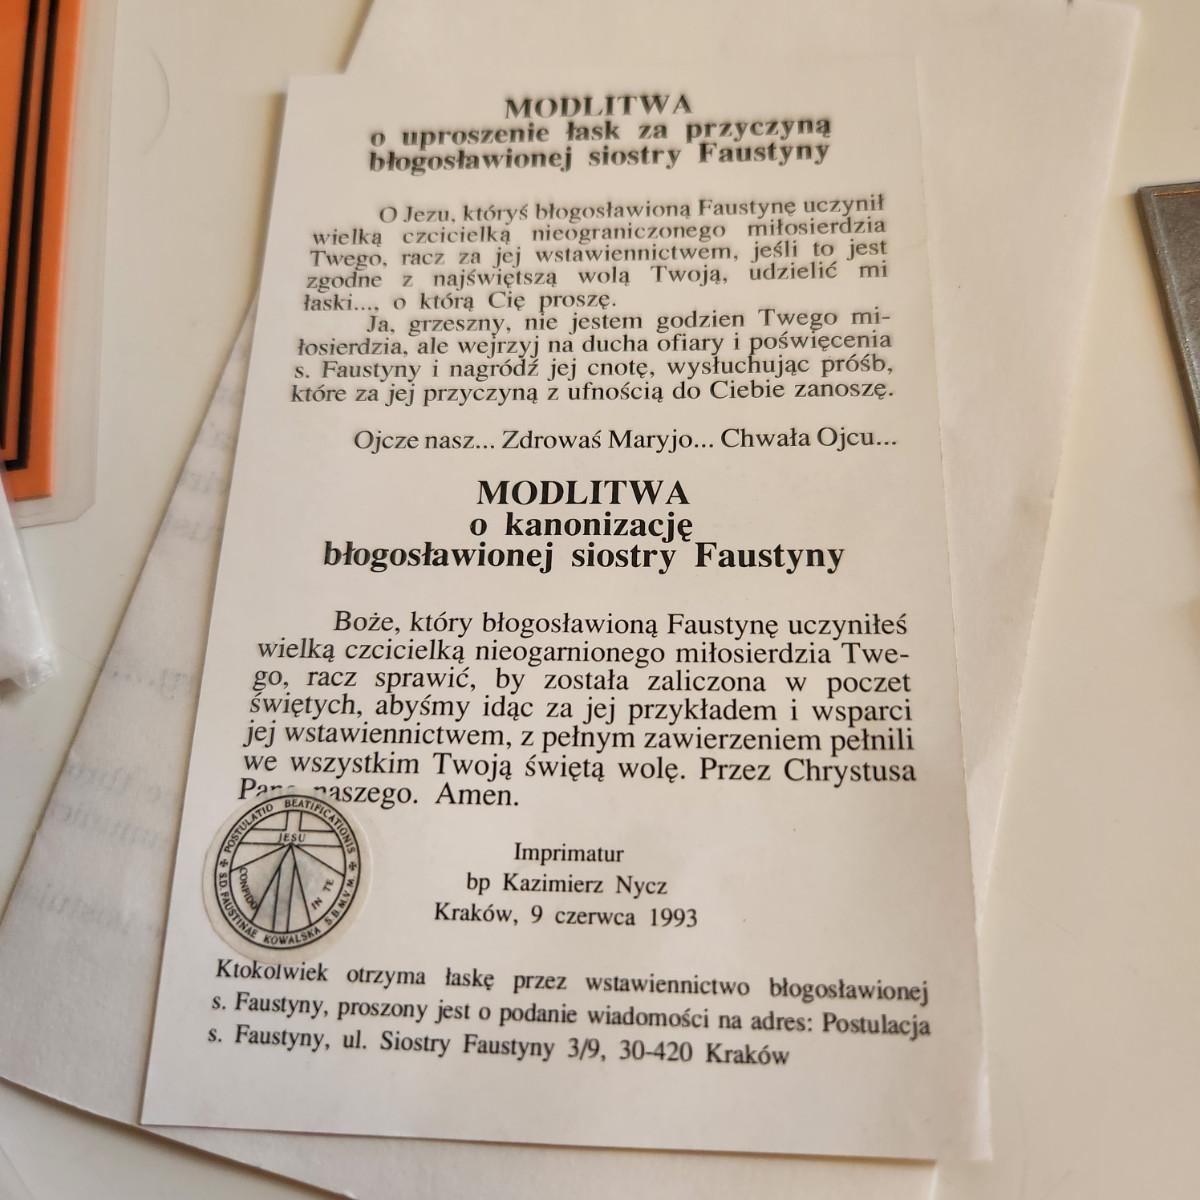 MODLITWA
o uproszenie łask za przyczyną
błogosławionej siostry Faustyny
O Jezu, któryś błogosławioną Faustynę uczynił
wielką czcicielką nieograniczonego miłosierdzia
Twego, racz za jej wstawiennictwem, jeśli to jest
zgodne z najświętszą wolą Twoją, udzielić mi
łaski..., o którą Cię proszę.
Ja, grzeszny, nie jestem godzien Twego mi-
łosierdzia, ale wejrzyj na ducha ofiary i poświęcenia
s. Faustyny i nagródź jej cnotę, wysłuchując próśb,
które za jej przyczyną z ufnością do Ciebie zanoszę.
Ojcze nasz... Zdrowaś Maryjo... Chwała Ojcu...
MODLITWA
o kanonizację
błogosławionej siostry Faustyny
Boże, który błogosławioną Faustynę uczyniłeś
wielką czcicielką nieogarnionego miłosierdzia Twe-
go, racz sprawić, by została zaliczona w poczet
świętych, abyśmy idąc za jej przykładem i wsparci
jej wstawiennictwem, z pełnym zawierzeniem pełnili
we wszystkim Twoją świętą wolę. Przez Chrystusa
Pana naszego. Amen.
POSTULATIO BEATIFICATIONIS
S.D. FAUSTINAE KOWALSKA S.B.M.V.M.
JESU
CONFIDO
IN TE
Imprimatur
bp Kazimierz Nycz
Kraków, 9 czerwca 1993
Ktokolwiek otrzyma łaskę przez wstawiennictwo błogosławionej
s. Faustyny, proszony jest o podanie wiadomości na adres: Postulacja
s. Faustyny, ul. Siostry Faustyny 3/9, 30-420 Kraków